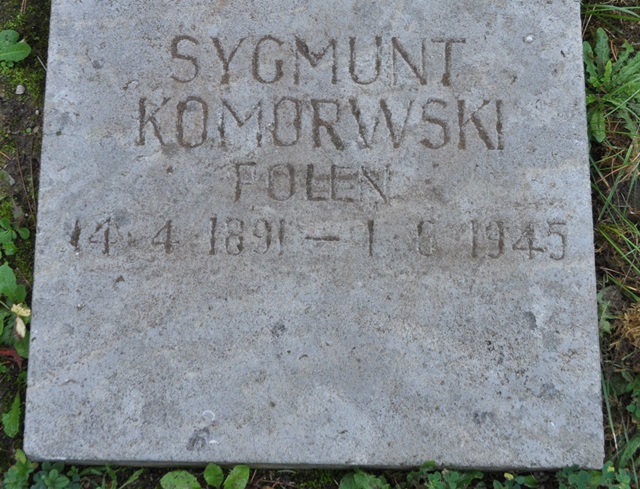 SYGMUNT
KOMORWSKI
POLEN
14. 4. 1891 — 1. 6. 1945